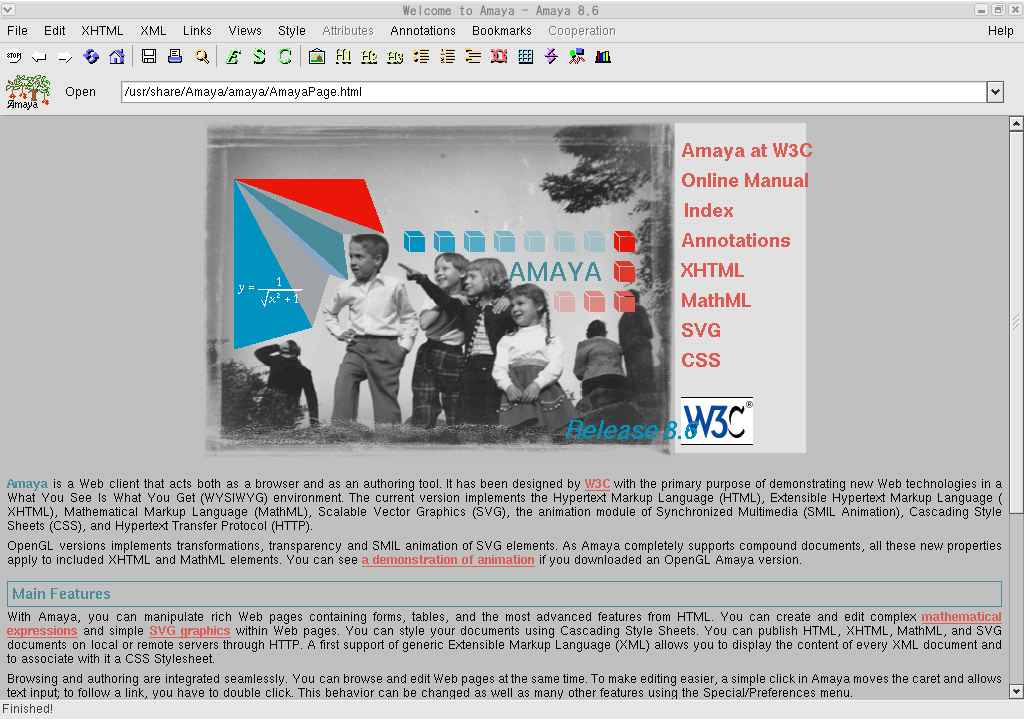 Welcome to Amaya - Amaya 8.6
File Edit XHTML XML Links Views Style Attributes Annotations Bookmarks Cooperation Help
STOP H1 H2 H3
Amaya Open /usr/share/Amaya/amaya/AmayaPage.html
Amaya at W3C
Online Manual
Index
Annotations
XHTML
MathML
SVG
CSS
AMAYA
y = 1 / √x² + 1
Release 8.6
W3C®
Amaya is a Web client that acts both as a browser and as an authoring tool. It has been designed by W3C with the primary purpose of demonstrating new Web technologies in a
What You See Is What You Get (WYSIWYG) environment. The current version implements the Hypertext Markup Language (HTML), Extensible Hypertext Markup Language (
XHTML), Mathematical Markup Language (MathML), Scalable Vector Graphics (SVG), the animation module of Synchronized Multimedia (SMIL Animation), Cascading Style
Sheets (CSS), and Hypertext Transfer Protocol (HTTP).
OpenGL versions implements transformations, transparency and SMIL animation of SVG elements. As Amaya completely supports compound documents, all these new properties
apply to included XHTML and MathML elements. You can see a demonstration of animation if you downloaded an OpenGL Amaya version.
Main Features
With Amaya, you can manipulate rich Web pages containing forms, tables, and the most advanced features from HTML. You can create and edit complex mathematical
expressions and simple SVG graphics within Web pages. You can style your documents using Cascading Style Sheets. You can publish HTML, XHTML, MathML, and SVG
documents on local or remote servers through HTTP. A first support of generic Extensible Markup Language (XML) allows you to display the content of every XML document and
to associate with it a CSS Stylesheet.
Browsing and authoring are integrated seamlessly. You can browse and edit Web pages at the same time. To make editing easier, a simple click in Amaya moves the caret and allows
text input; to follow a link, you have to double click. This behavior can be changed as well as many other features using the Special/Preferences menu.
Finished!